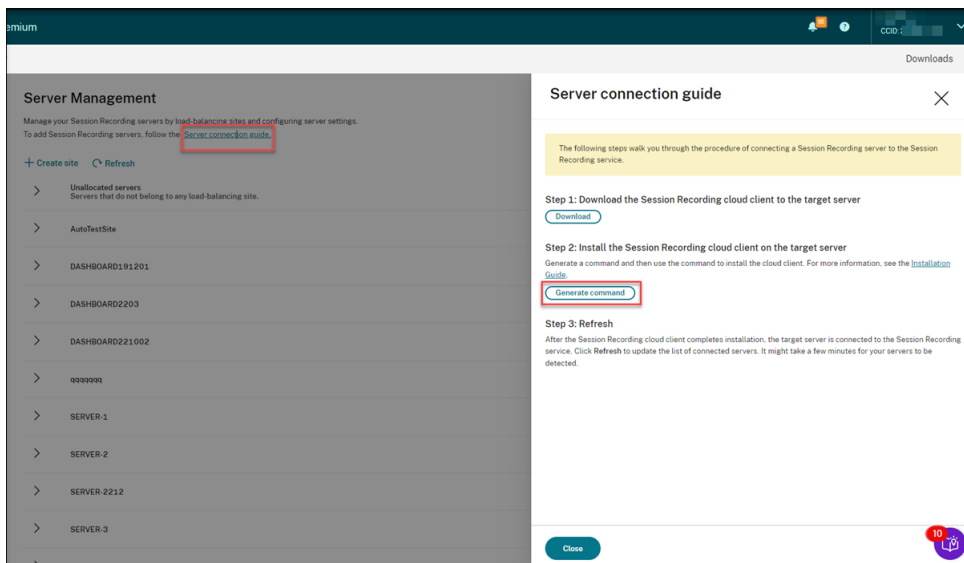 emium
CCID:
Downloads
Server Management
Manage your Session Recording servers by load-balancing sites and configuring server settings.
To add Session Recording servers, follow the Server connection guide.
Create site Refresh
Unallocated servers
Servers that do not belong to any load-balancing site.
AutoTestSite
DASHBOARD191201
DASHBOARD2203
DASHBOARD221002
qqqqqqq
SERVER-1
SERVER-2
SERVER-2212
SERVER-3
Server connection guide
The following steps walk you through the procedure of connecting a Session Recording server to the Session
Recording service.
Step 1: Download the Session Recording cloud client to the target server
Download
Step 2: Install the Session Recording cloud client on the target server
Generate a command and then use the command to install the cloud client. For more information, see the Installation
Guide.
Generate command
Step 3: Refresh
After the Session Recording cloud client completes installation, the target server is connected to the Session Recording
service. Click Refresh to update the list of connected servers. It might take a few minutes for your servers to be
detected.
10
Close